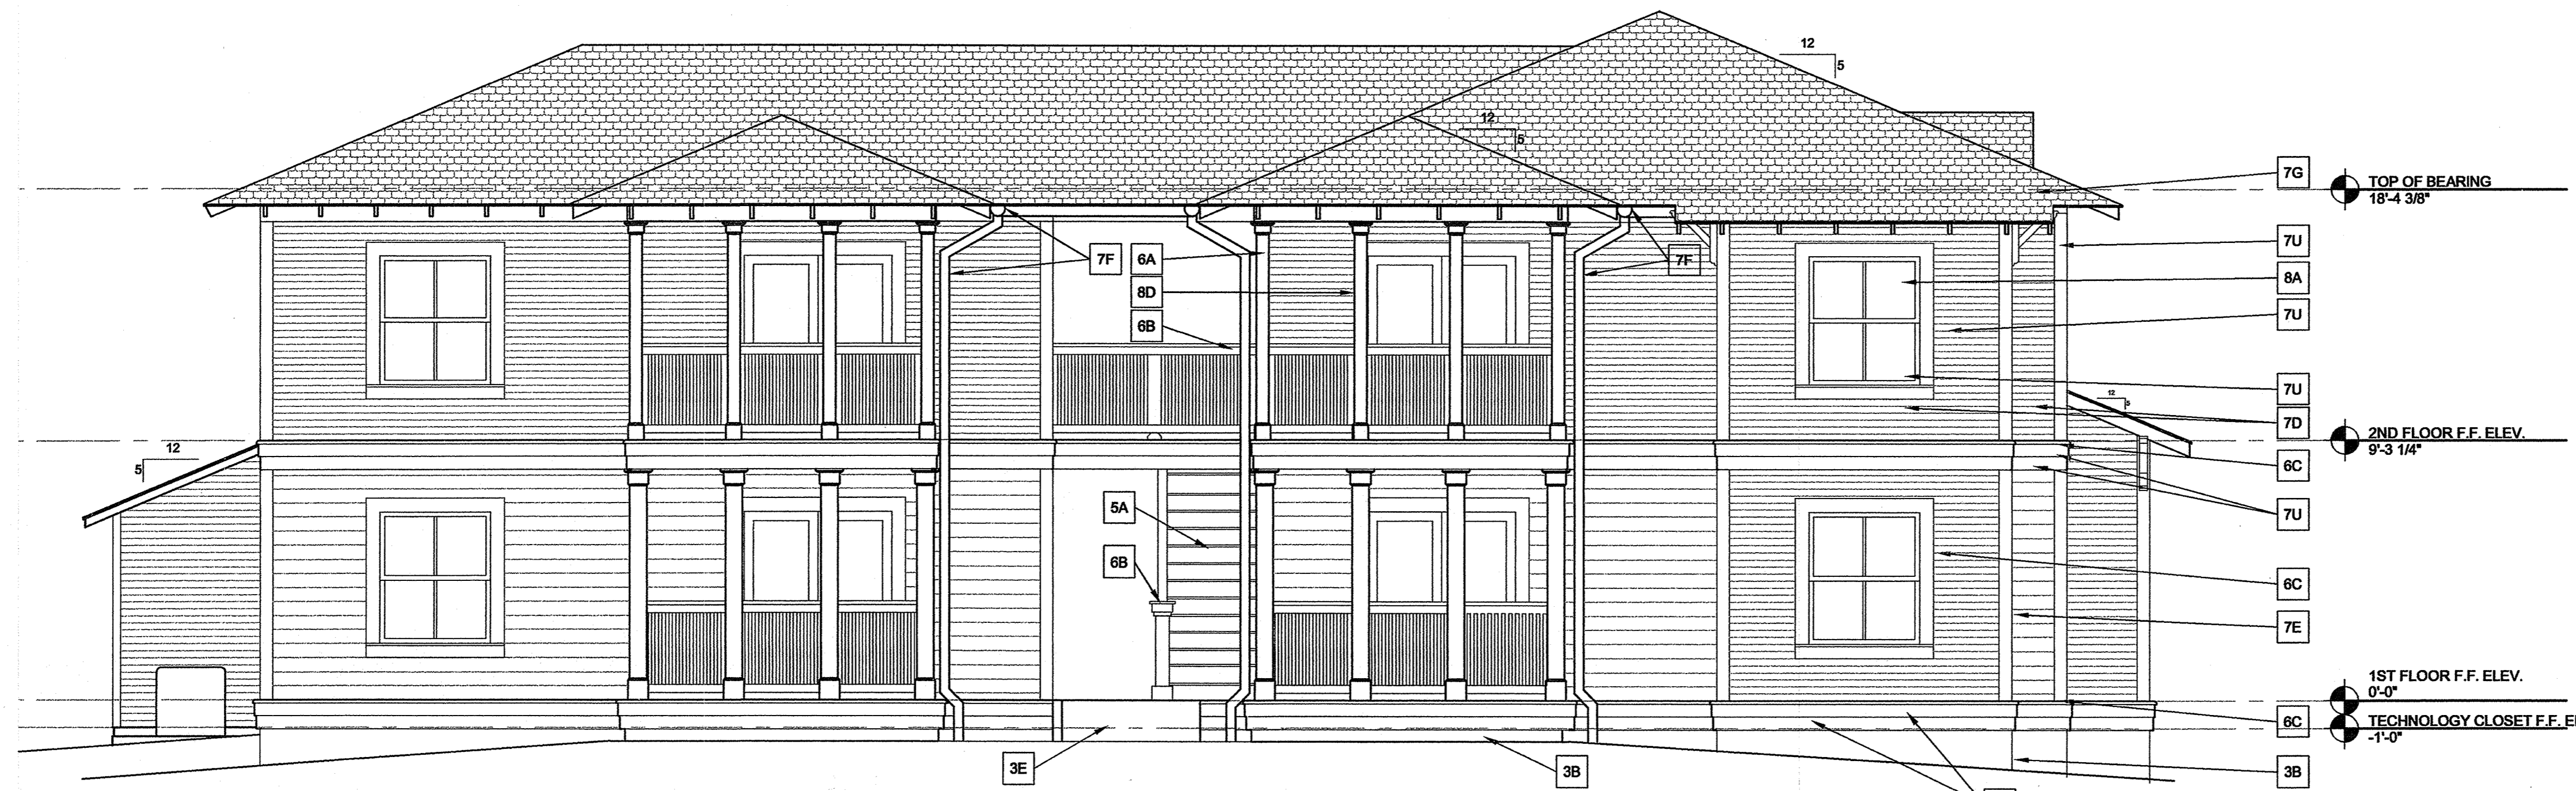 12
5
12
5
7G
TOP OF BEARING
18'-4 3/8"
7F
6A
7F
7U
8D
8A
6B
7U
7U
12
5
7D
2ND FLOOR F.F. ELEV.
9'-3 1/4"
12
5
6C
5A
7U
6B
6C
7E
1ST FLOOR F.F. ELEV.
0'-0"
6C
TECHNOLOGY CLOSET F.F.
-1'-0"
3E
3B
3B